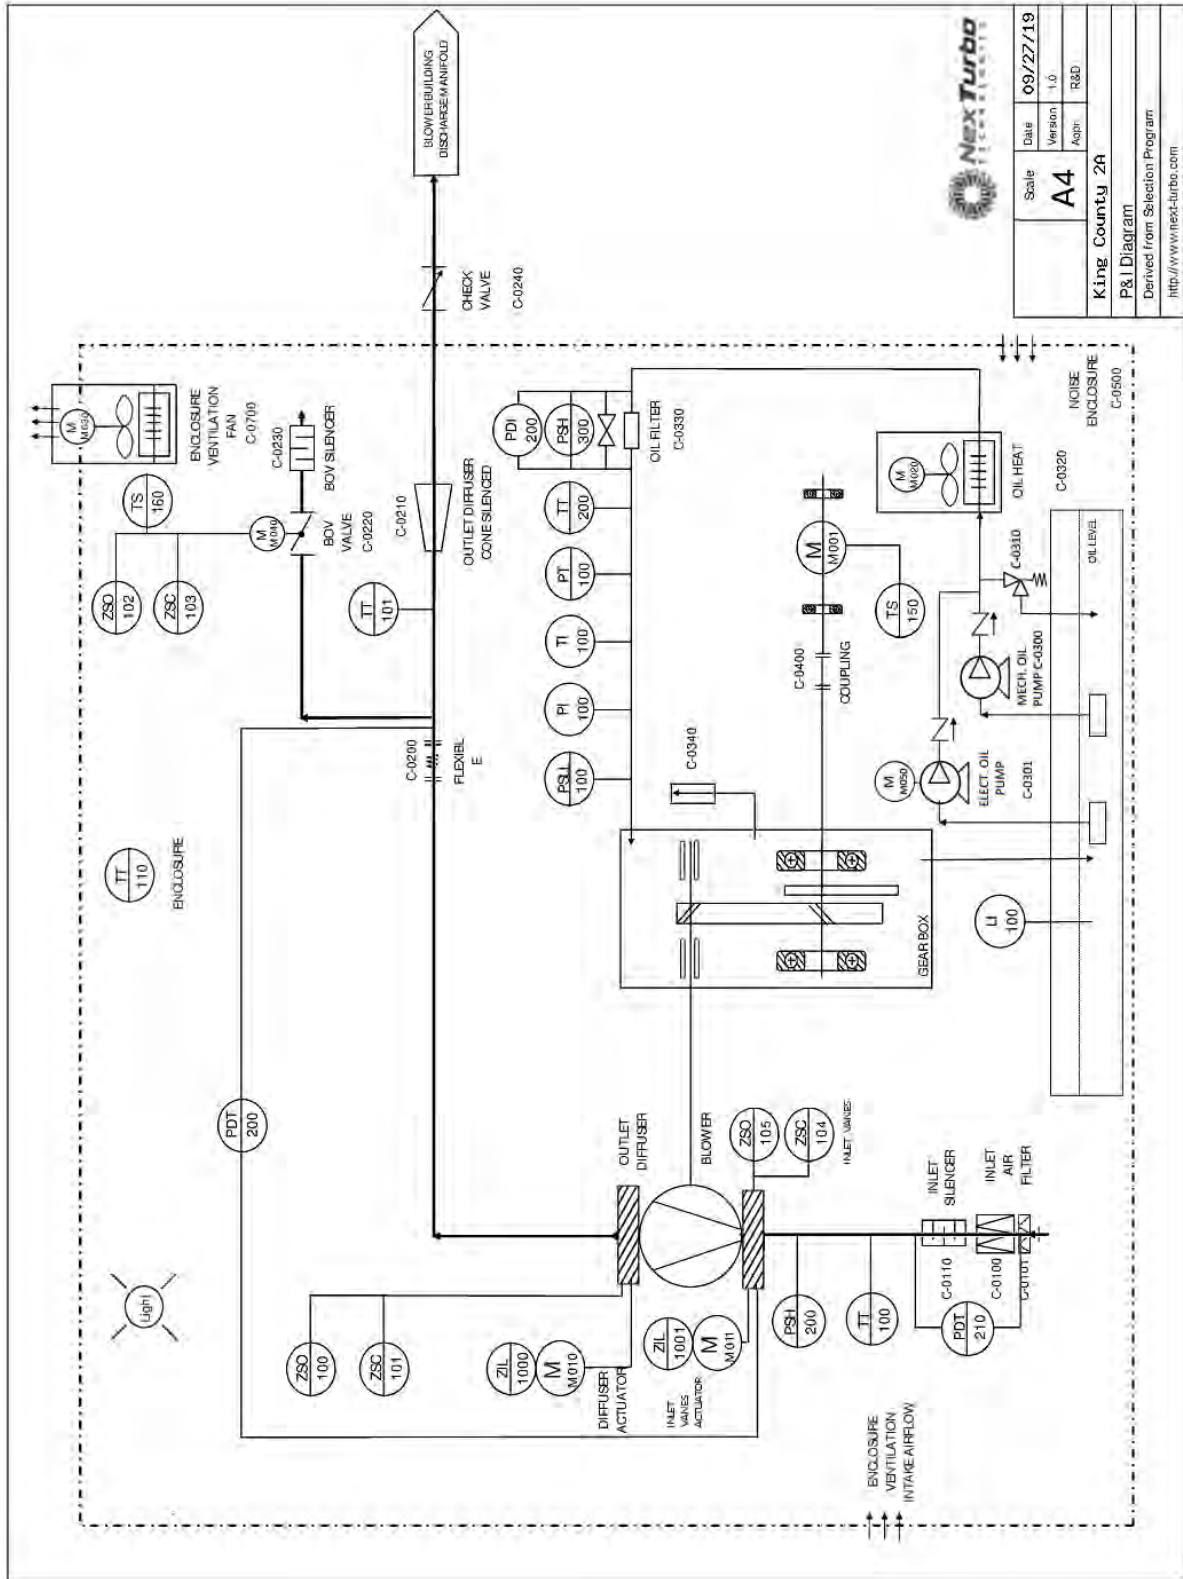 BLOWER BUILDING
DISCHARGE MANIFOLD
CHECK
VALVE
C-0240
M
M030
ENCLOSURE
VENTILATION
FAN
C-0700
C-0230
BOV SILENCER
TS
160
M
M040
BOV
VALVE
C-0220
ZSO
102
ZSC
103
C-0210
OUTLET DIFFUSER
CONE SILENCED
TT
101
C-0200
FLEXIBL
E
TT
110
ENCLOSURE
PDT
200
Light
ZSO
100
ZSC
101
ZIL
1000
M
M010
DIFFUSER
ACTUATOR
OUTLET
DIFFUSER
BLOWER
ZIL
1001
M
M011
INLET
VANES
ACTUATOR
ZSO
105
ZSC
104
INLET VANES
PSH
200
TT
100
PDT
210
C-0110
C-0100
C-0101
INLET
SILENCER
INLET
AIR
FILTER
ENCLOSURE
VENTILATION
INTAKE AIRFLOW
PDI
200
PSH
300
OIL FILTER
C-0330
TT
200
PT
100
TI
100
PI
100
100
C-0340
GEARBOX
C-0400
COUPLING
M
M001
TS
150
M
M020
OIL HEAT
C-0320
C-0310
MECH. OIL
PUMP C-0300
M
M050
ELECT. OIL
PUMP
C-0301
LI
100
OIL LEVEL
NOISE
ENCLOSURE
C-0500
Next Turbo
TECHNOLOGIES
Scale
A4
Date
09/27/19
Version
1.0
Appr.
R&D
King County 2A
P&I Diagram
Derived from Selection Program
http://www.next-turbo.com